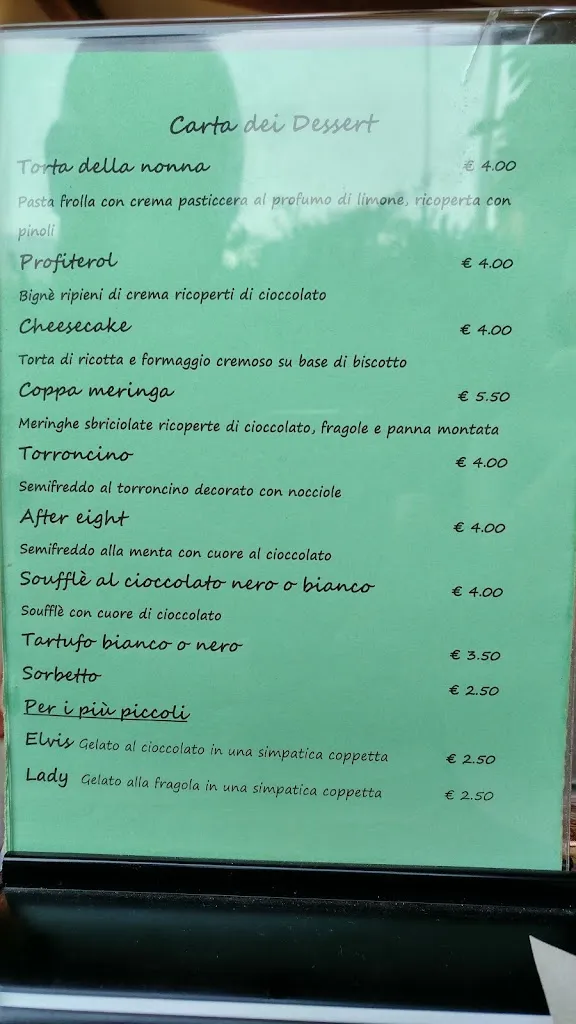 Carta dei Dessert
Torta della nonna € 4.00
Pasta frolla con crema pasticcera al profumo di limone, ricoperta con
pinoli
Profiterol € 4.00
Bignè ripieni di crema ricoperti di cioccolato
Cheesecake € 4.00
Torta di ricotta e formaggio cremoso su base di biscotto
Coppa meringa € 5.50
Meringhe sbriciolate ricoperte di cioccolato, fragole e panna montata
Torroncino € 4.00
Semifreddo al torroncino decorato con nocciole
After eight € 4.00
Semifreddo alla menta con cuore al cioccolato
Soufflè al cioccolato nero o bianco € 4.00
Soufflè con cuore di cioccolato
Tartufo bianco o nero € 3.50
Sorbetto € 2.50
Per i più piccoli
Elvis Gelato al cioccolato in una simpatica coppetta € 2.50
Lady Gelato alla fragola in una simpatica coppetta € 2.50